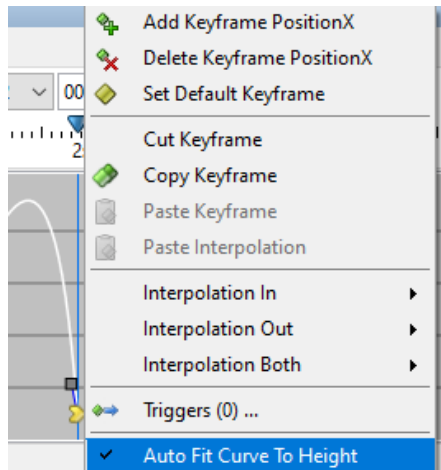 Add Keyframe PositionX
Delete Keyframe PositionX
00
Set Default Keyframe
Cut Keyframe
Copy Keyframe
Paste Keyframe
Paste Interpolation
Interpolation In
Interpolation Out
Interpolation Both
Triggers (0) ...
Auto Fit Curve To Height